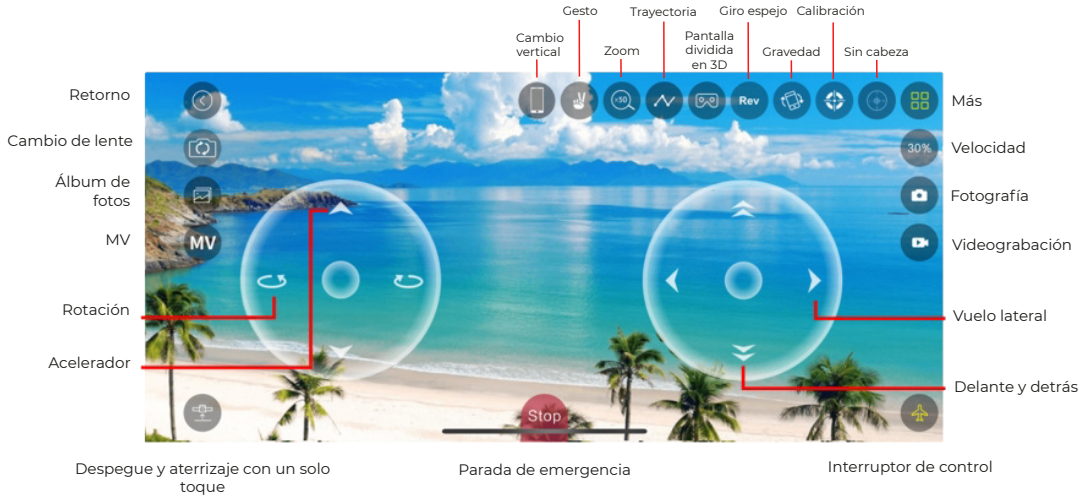 Gesto
Trayectoria
Giro espejo
Calibración
Cambio
vertical
Zoom
Pantalla
dividida
en 3D
Gravedad
Sin cabeza
Retorno
×50
Rev
Más
Cambio de lente
30%
Velocidad
Álbum de
fotos
Fotografía
MV
MV
Videograbación
Rotación
Vuelo lateral
Acelerador
Delante y detrás
Stop
Despegue y aterrizaje con un solo
toque
Parada de emergencia
Interruptor de control